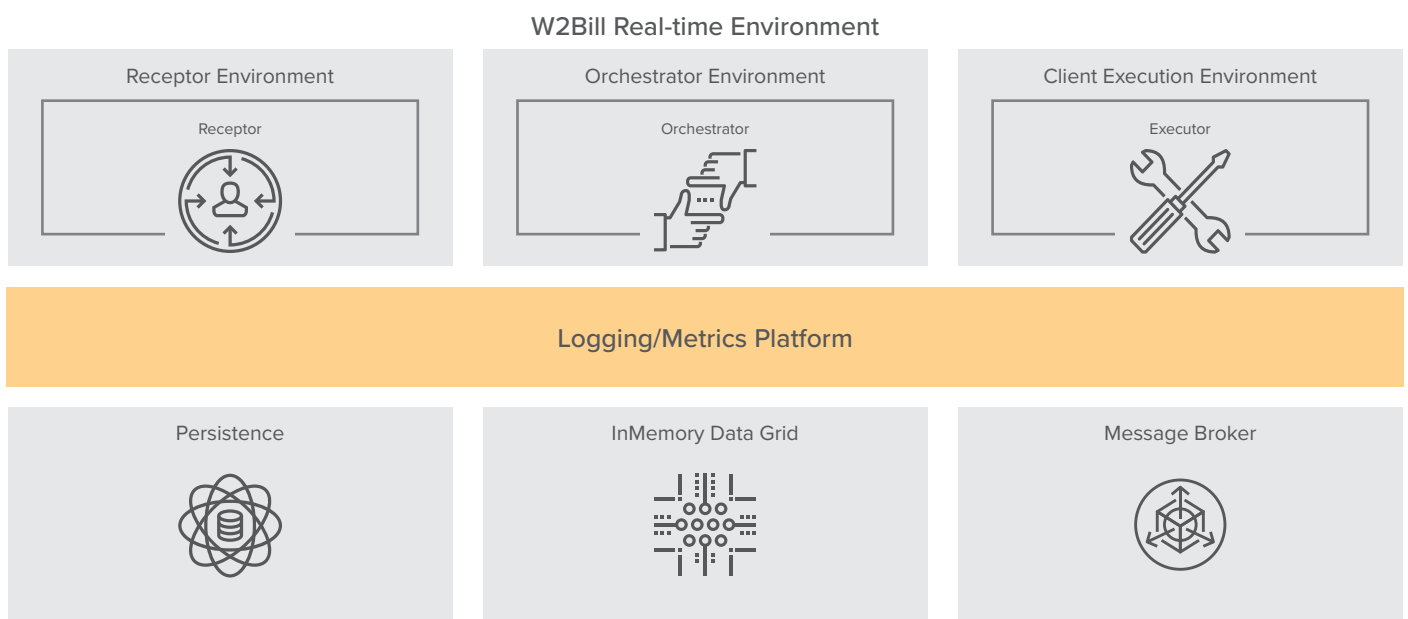 W2Bill Real-time Environment
Receptor Environment
Receptor
Orchestrator Environment
Orchestrator
Client Execution Environment
Executor
Logging/Metrics Platform
Persistence
InMemory Data Grid
Message Broker